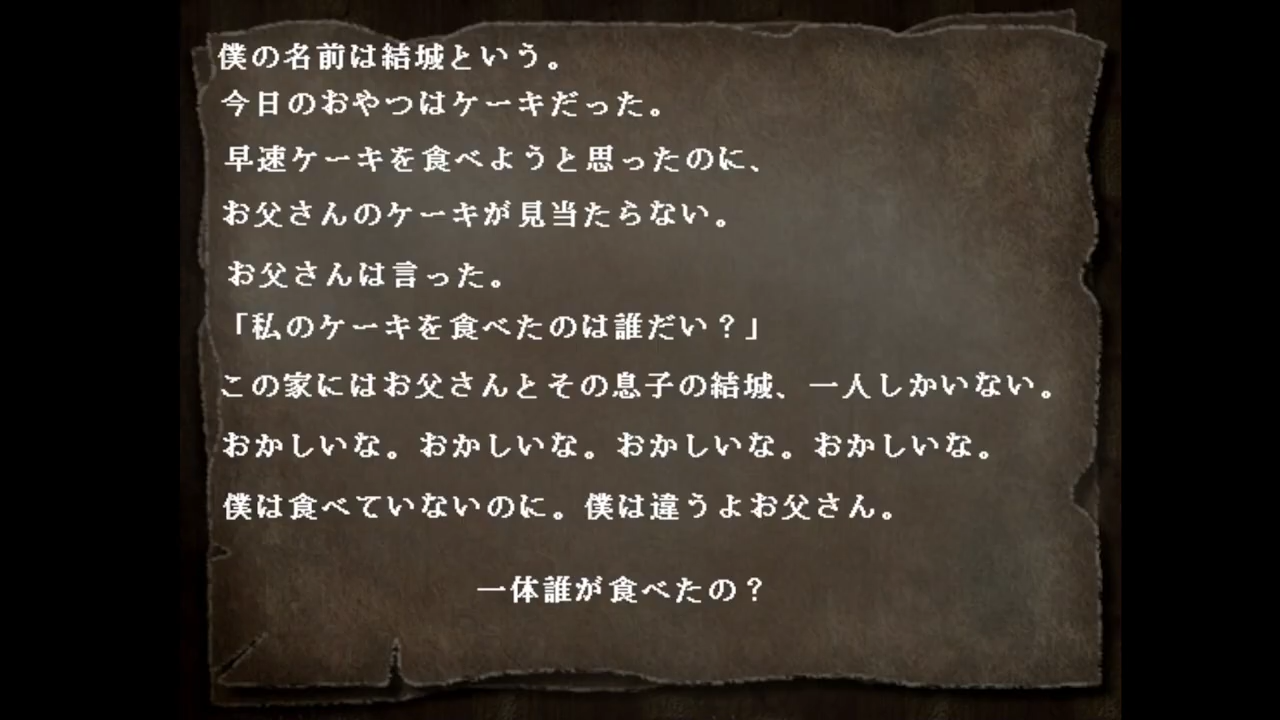 僕の名前は結城という。
今日のおやつはケーキだった。
早速ケーキを食べようと思ったのに、
お父さんのケーキが見当たらない。
お父さんは言った。
「私のケーキを食べたのは誰だい？」
この家にはお父さんとその息子の結城、一人しかいない。
おかしいな。おかしいな。おかしいな。おかしいな。
僕は食べていないのに。僕は違うよお父さん。
一体誰が食べたの？